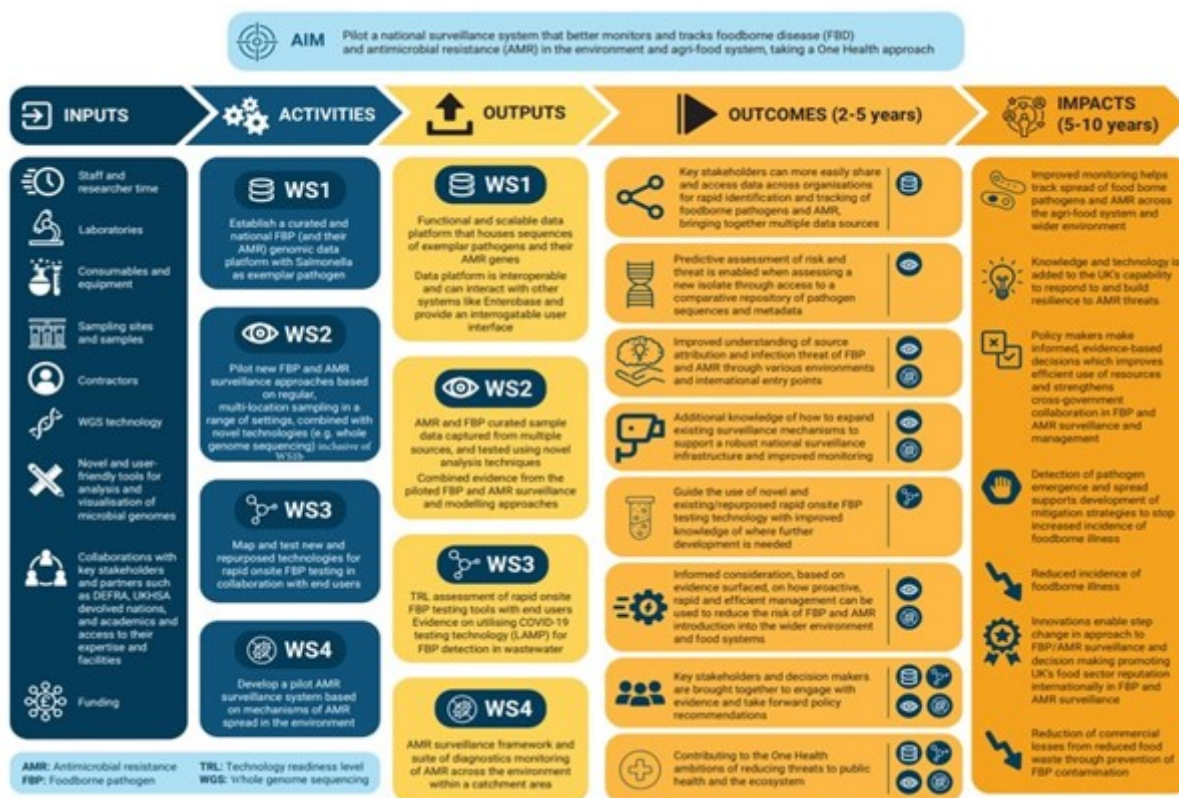 AIM
Pilot a national surveillance system that better monitors and tracks foodborne disease (FBD)
and antimicrobial resistance (AMR) in the environment and agri-food system, taking a One Health approach
INPUTS
Staff and
researcher time
Laboratories
Consumables and
equipment
Sampling sites
and samples
Contractors
WGS technology
Novel and user-
friendly tools for
analysis and
visualisation of
microbial genomes
Collaborations with
key stakeholders
and partners such
as DEFRA, UKHSA
devolved nations,
and academics and
access to their
expertise and
facilities
Funding
ACTIVITIES
WS1
Establish a curated and
national FBP (and their
AMR) genomic data
platform with Salmonella
as exemplar pathogen
WS2
Pilot new FBP and AMR
surveillance approaches based
on regular,
multi-location sampling in a
range of settings, combined with
novel technologies (e.g. whole
genome sequencing) inclusive of WS1b
WS3
Map and test new and
repurposed technologies for
rapid onsite FBP testing in
collaboration with end users
WS4
Develop a pilot AMR
surveillance system based
on mechanisms of AMR
spread in the environment
OUTPUTS
WS1
Functional and scalable data
platform that houses sequences
of exemplar pathogens and their
AMR genes
Data platform is interoperable
and can interact with other
systems like Enterobase and
provide an interrogatable user
interface
WS2
AMR and FBP curated sample
data captured from multiple
sources, and tested using novel
analysis techniques
Combined evidence from the
piloted FBP and AMR surveillance
and modelling approaches
WS3
TRL assessment of rapid onsite
FBP testing tools with end users
Evidence on utilising COVID-19
testing technology (LAMP) for
FBP detection in wastewater
WS4
AMR surveillance framework and
suite of diagnostics monitoring
of AMR across the environment
within a catchment area
OUTCOMES (2-5 years)
Key stakeholders can more easily share
and access data across organisations
for rapid identification and tracking of
foodborne pathogens and AMR,
bringing together multiple data sources
Predictive assessment of risk and
threat is enabled when assessing a
new isolate through access to a
comparative repository of pathogen
sequences and metadata
Improved understanding of source
attribution and infection threat of FBP
and AMR through various environments
and international entry points
Additional knowledge of how to expand
existing surveillance mechanisms to
support a robust national surveillance
infrastructure and improved monitoring
Guide the use of novel and
existing/repurposed rapid onsite FBP
testing technology with improved
knowledge of where further
development is needed
Informed consideration, based on
evidence surfaced, on how proactive,
rapid and efficient management can be
used to reduce the risk of FBP and AMR
introduction into the wider environment
and food systems
Key stakeholders and decision makers
are brought together to engage with
evidence and take forward policy
recommendations
Contributing to the One Health
ambitions of reducing threats to public
health and the ecosystem
IMPACTS
(5-10 years)
Improved monitoring helps
track spread of food borne
pathogens and AMR across
the agri-food system and
wider environment
Knowledge and technology is
added to the UK's capability
to respond to and build
resilience to AMR threats.
Policy makers make
informed, evidence-based
decisions which improves
efficient use of resources
and strengthens
cross-government
collaboration in FBP and
AMR surveillance and
management
Detection of pathogen
emergence and spread
supports development of
mitigation strategies to stop
increased incidence of
foodborne illness
Reduced incidence of
foodborne illness
Innovations enable step
change in approach to
FBP/AMR surveillance and
decision making promoting
UK's food sector reputation
internationally in FBP and
AMR surveillance
Reduction of commercial
losses from reduced food
waste through prevention of
FBP contamination
AMR: Antimicrobial resistance
FBP: Foodborne pathogen
TRL: Technology readiness level
WGS: Whole genome sequencing